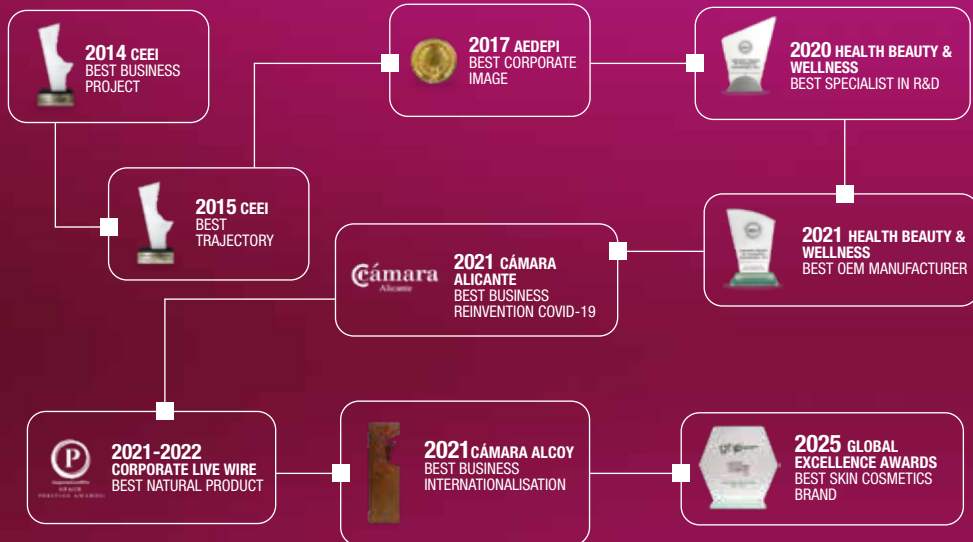 2014 CEEI
BEST BUSINESS
PROJECT
2015 CEEI
BEST
TRAJECTORY
2017 AEDEPI
BEST CORPORATE
IMAGE
2020 HEALTH BEAUTY &
WELLNESS
BEST SPECIALIST IN R&D
2021 HEALTH BEAUTY &
WELLNESS
BEST OEM MANUFACTURER
cámara
Alicante
2021 CÁMARA
ALICANTE
BEST BUSINESS
REINVENTION COVID-19
P
2021-2022
CORPORATE LIVE WIRE
BEST NATURAL PRODUCT
2021 CÁMARA ALCOY
BEST BUSINESS
INTERNATIONALISATION
2025 GLOBAL
EXCELLENCE AWARDS
BEST SKIN COSMETICS
BRAND